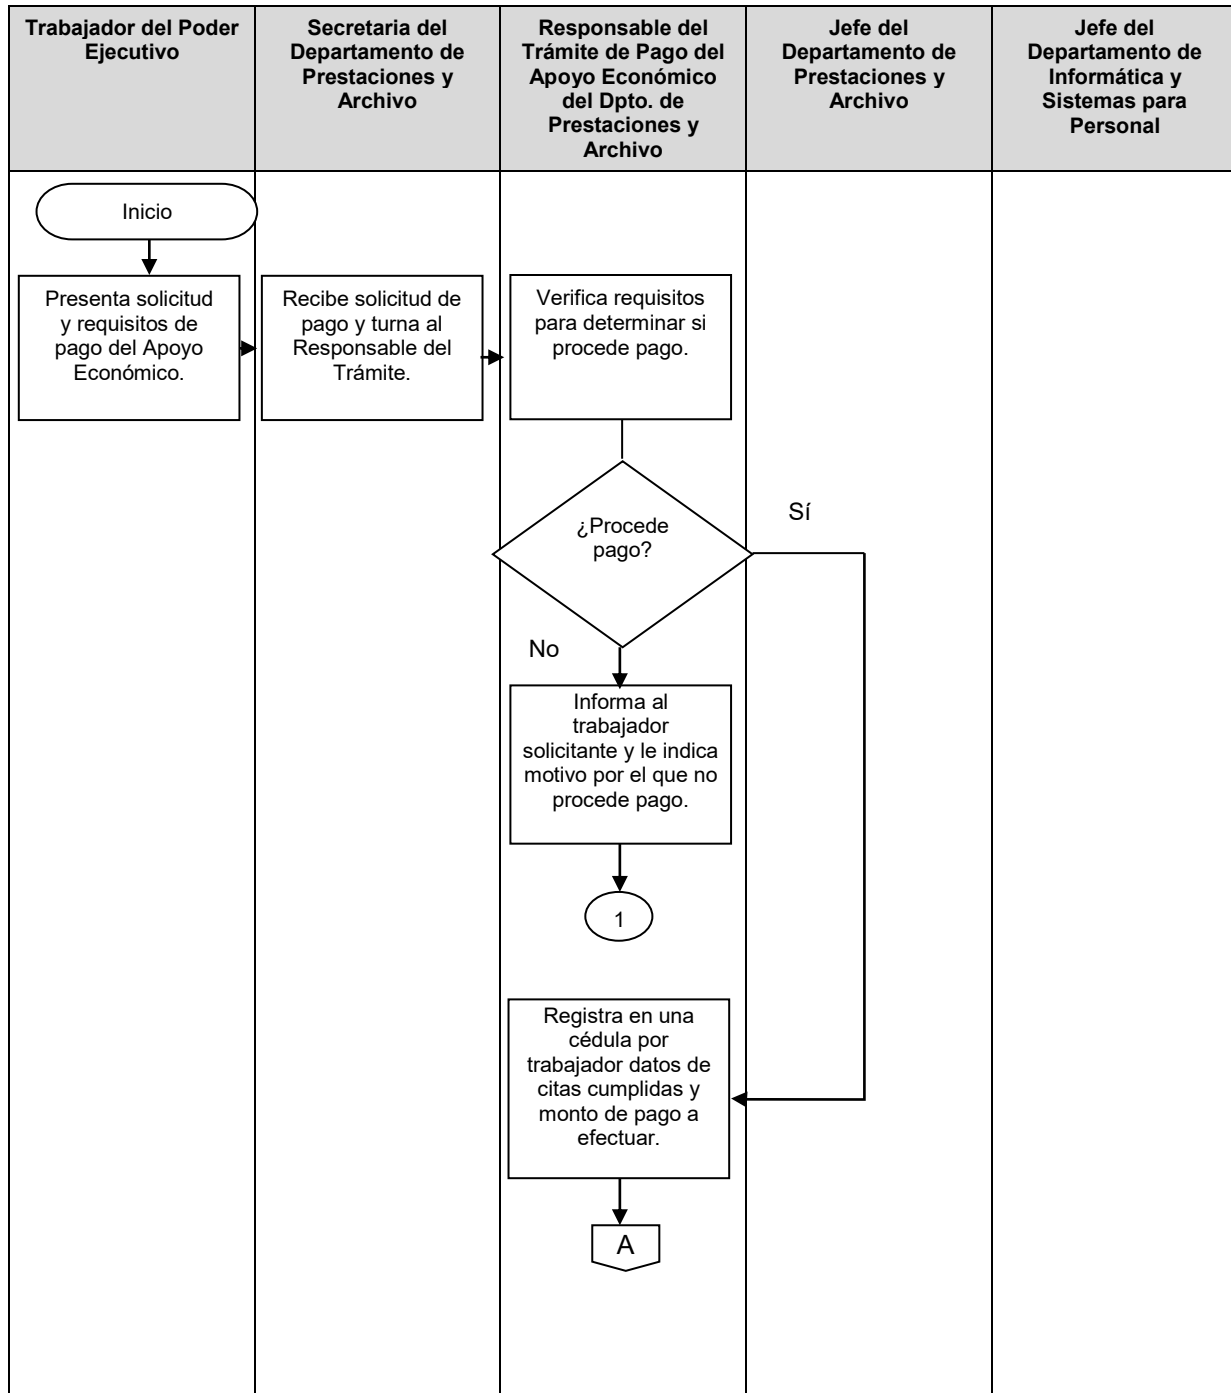 Trabajador del Poder
Ejecutivo
Secretaria del
Departamento de
Prestaciones y
Archivo
Responsable del
Trámite de Pago del
Apoyo Económico
del Dpto. de
Prestaciones y
Archivo
Jefe del
Departamento de
Prestaciones y
Archivo
Jefe del
Departamento de
Informática y
Sistemas para
Personal
Inicio
Presenta solicitud
y requisitos de
pago del Apoyo
Económico.
Recibe solicitud de
pago y turna al
Responsable del
Trámite.
Verifica requisitos
para determinar si
procede pago.
¿Procede
pago?
Sí
No
Informa al
trabajador
solicitante y le indica
motivo por el que no
procede pago.
1
Registra en una
cédula por
trabajador datos de
citas cumplidas y
monto de pago a
efectuar.
A